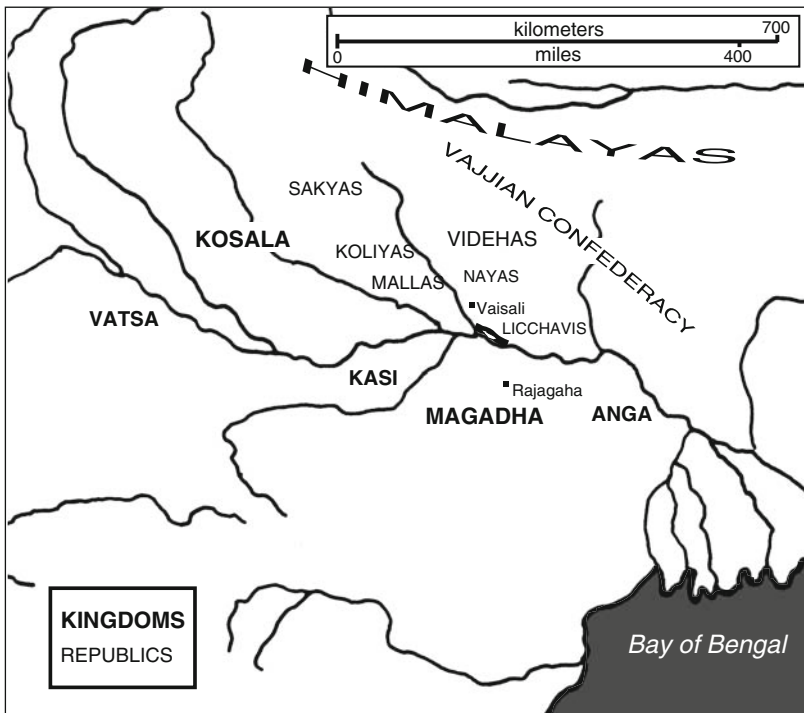 kilometers
700
0
miles
400
HIMALAYAS
VAJJIAN CONFEDERACY
SAKYAS
KOSALA
VIDEHAS
KOLIYAS
MALLAS
NAYAS
Vaisali
VATSA
LICCHAVIS
KASI
Rajagaha
MAGADHA
ANGA
KINGDOMS
REPUBLICS
Bay of Bengal